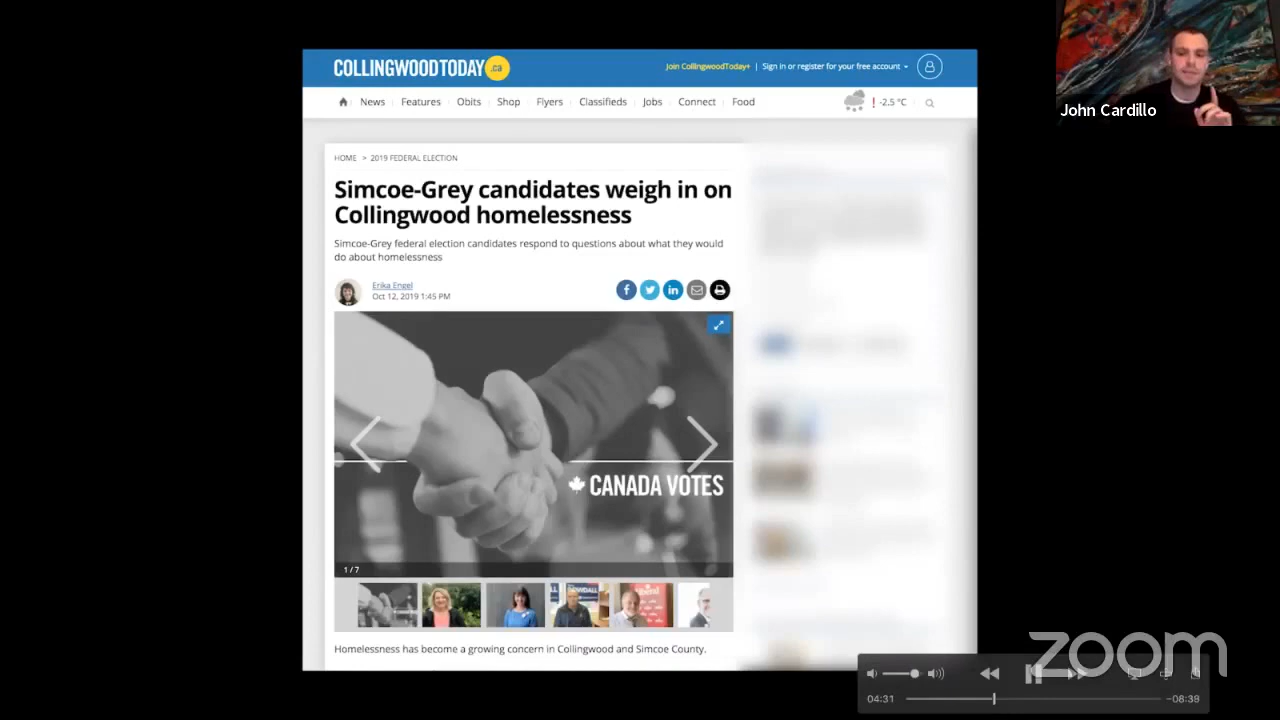 COLLINGWOODTODAY.ca
Join CollingwoodToday+ | Sign in or register for your free account
News Features Obits Shop Flyers Classifieds Jobs Connect Food
! -2.5 °C
John Cardillo
HOME > 2019 FEDERAL ELECTION
Simcoe-Grey candidates weigh in on
Collingwood homelessness
Simcoe-Grey federal election candidates respond to questions about what they would
do about homelessness
Erika Engel
Oct 12, 2019 1:45 PM
CANADA VOTES
1 / 7
Homelessness has become a growing concern in Collingwood and Simcoe County.
zoom
04:31
-08:39